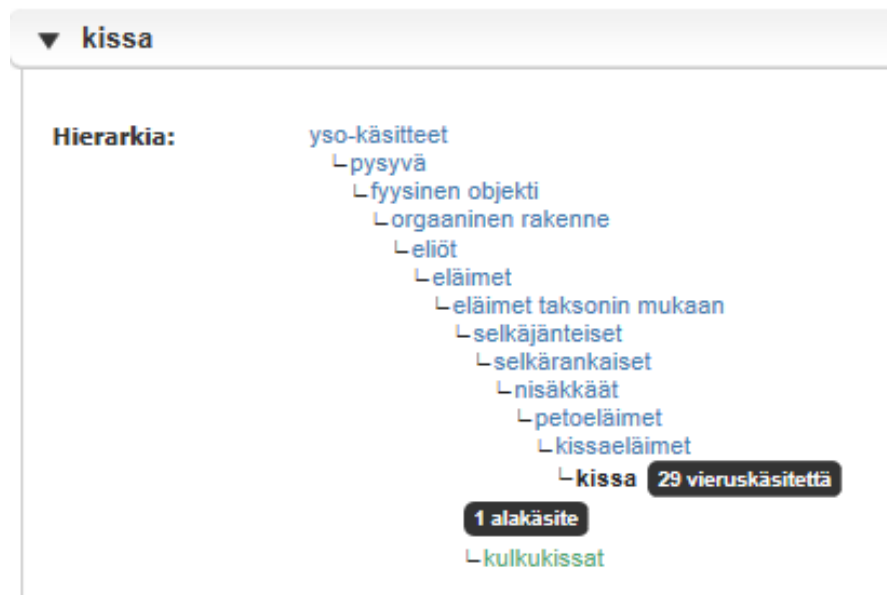 kissa
Hierarkia: yso-käsitteet
pysyvä
fyysinen objekti
orgaaninen rakenne
eliöt
eläimet
eläimet taksonin mukaan
selkäjänteiset
selkärankaiset
nisäkkäät
petoeläimet
kissaeläimet
kissa 29 vieruskäsitettä
1 alakäsite
kulkukissat